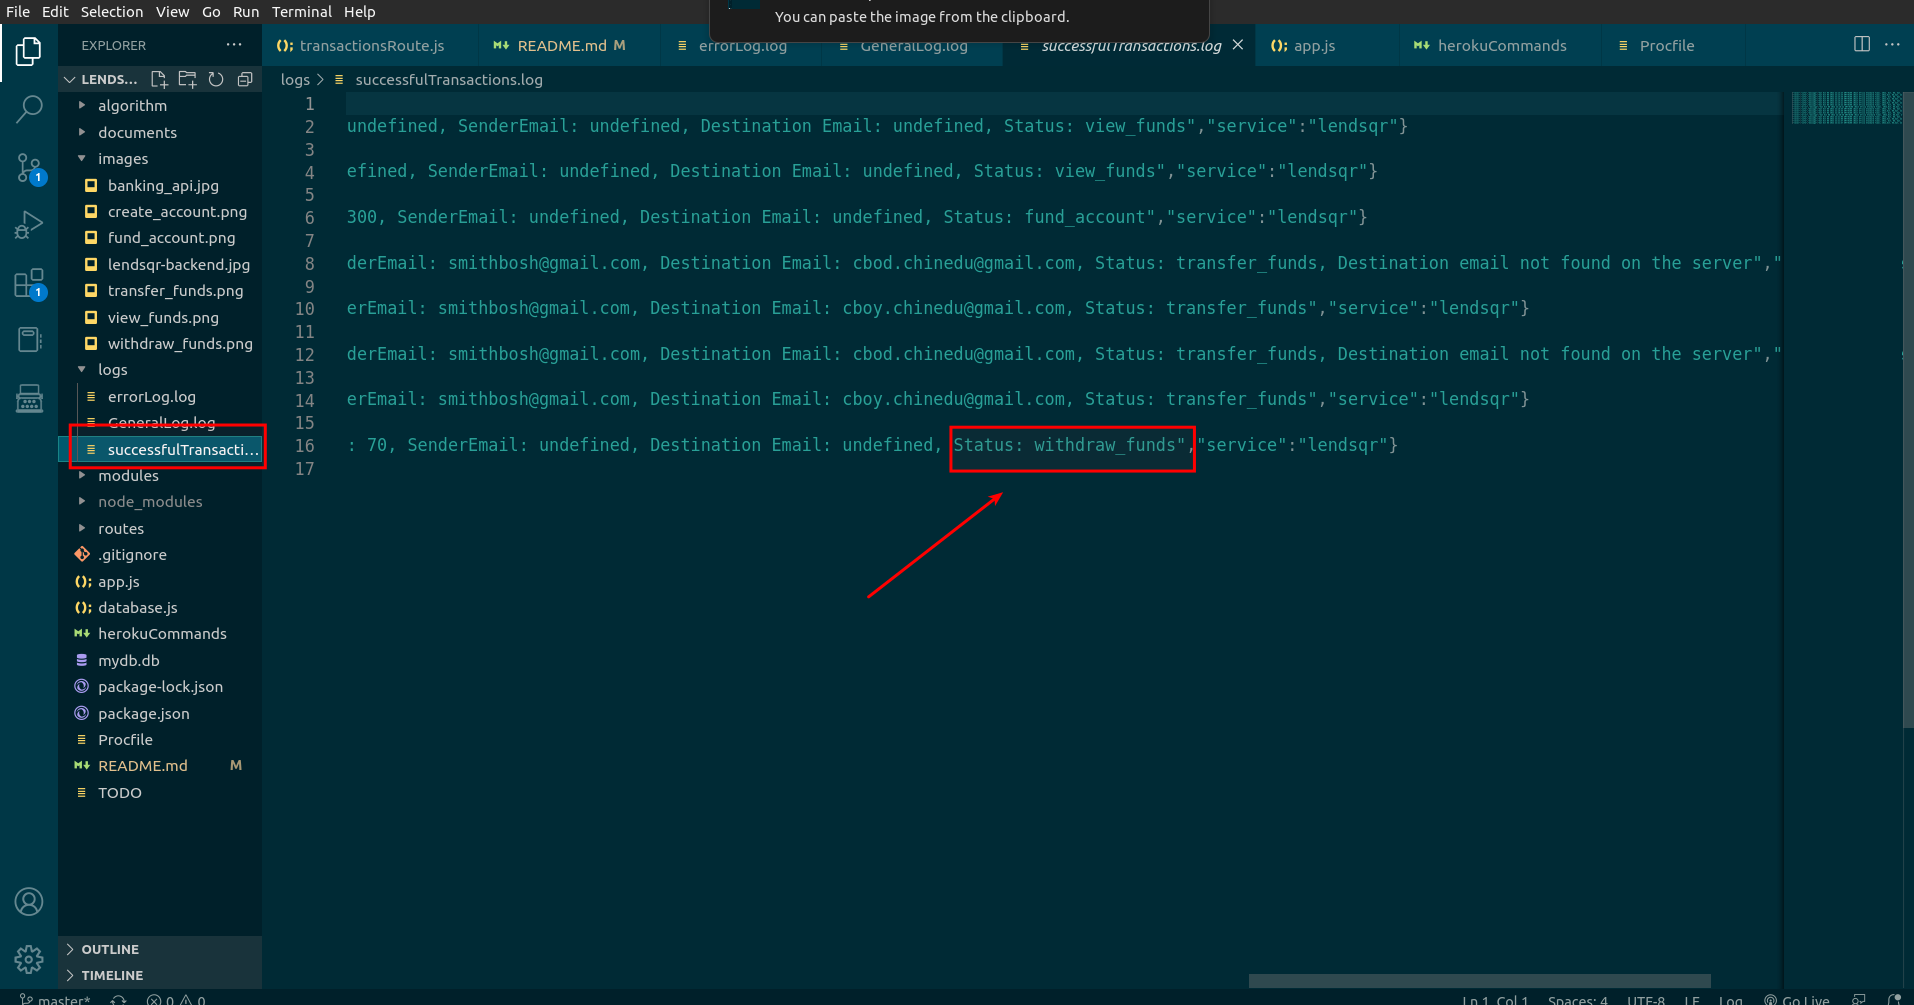 File Edit Selection View Go Run Terminal Help
You can paste the image from the clipboard.
EXPLORER ···
transactionsRoute.js
README.md M
errorLog.log
GeneralLog.log
successfulTransactions.log
app.js
herokuCommands
Procfile
LENDS...
logs > successfulTransactions.log
algorithm
documents
images
banking_api.jpg
create_account.png
fund_account.png
lendsqr-backend.jpg
transfer_funds.png
view_funds.png
withdraw_funds.png
logs
errorLog.log
GeneralLog.log
successfulTransacti...
modules
node_modules
routes
.gitignore
app.js
database.js
herokuCommands
mydb.db
package-lock.json
package.json
Procfile
README.md M
TODO
OUTLINE
TIMELINE
1
1
1
2 undefined, SenderEmail: undefined, Destination Email: undefined, Status: view_funds","service":"lendsqr"}
3
4 efined, SenderEmail: undefined, Destination Email: undefined, Status: view_funds","service":"lendsqr"}
5
6 300, SenderEmail: undefined, Destination Email: undefined, Status: fund_account","service":"lendsqr"}
7
8 derEmail: smithbosh@gmail.com, Destination Email: cbod.chinedu@gmail.com, Status: transfer_funds, Destination email not found on the server","
9
10 erEmail: smithbosh@gmail.com, Destination Email: cboy.chinedu@gmail.com, Status: transfer_funds","service":"lendsqr"}
11
12 derEmail: smithbosh@gmail.com, Destination Email: cbod.chinedu@gmail.com, Status: transfer_funds, Destination email not found on the server","
13
14 erEmail: smithbosh@gmail.com, Destination Email: cboy.chinedu@gmail.com, Status: transfer_funds","service":"lendsqr"}
15
16 : 70, SenderEmail: undefined, Destination Email: undefined, Status: withdraw_funds","service":"lendsqr"}
17
master* 0 0 Ln 1, Col 1 Spaces: 4 UTF-8 LF Log Go Live